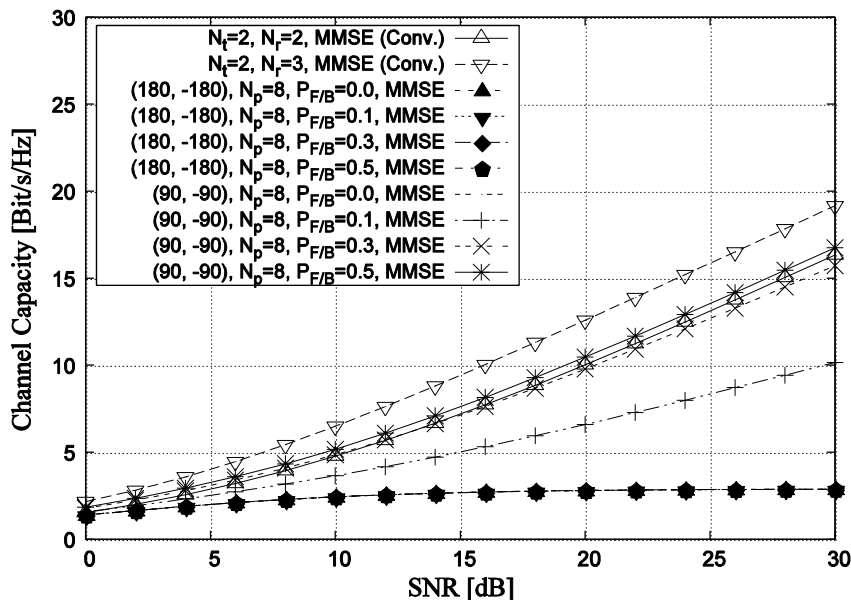 30
25
20
15
10
5
0
Channel Capacity [Bit/s/Hz]
Nt=2, Nr=2, MMSE (Conv.)
Nt=2, Nr=3, MMSE (Conv.)
(180, -180), Np=8, PF/B=0.0, MMSE
(180, -180), Np=8, PF/B=0.1, MMSE
(180, -180), Np=8, PF/B=0.3, MMSE
(180, -180), Np=8, PF/B=0.5, MMSE
(90, -90), Np=8, PF/B=0.0, MMSE
(90, -90), Np=8, PF/B=0.1, MMSE
(90, -90), Np=8, PF/B=0.3, MMSE
(90, -90), Np=8, PF/B=0.5, MMSE
0 5 10 15 20 25 30
SNR [dB]